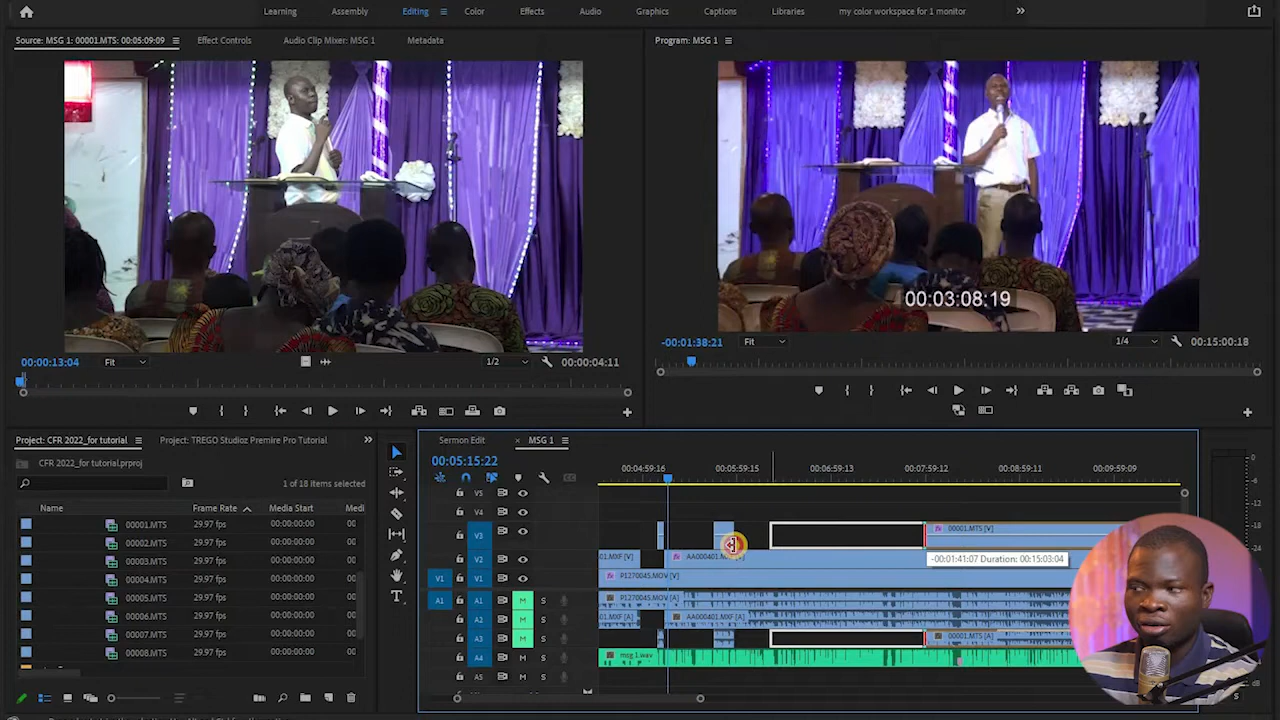 Learning Assembly Editing Color Effects Audio Graphics Captions Libraries my color workspace for 1 monitor
Source: MSG 1: 00001.MTS: 00:05:09:09 Effect Controls Audio Clip Mixer: MSG 1 Metadata
Program: MSG 1
00:03:08:19
00:00:13:04 Fit 1/2 00:00:04:11
-00:01:38:21 Fit 1/4 00:15:00:18
Project: CFR 2022_for tutorial Project: TREGO Studioz Premire Pro Tutorial
CFR 2022_for tutorial.prproj
1 of 18 items selected
Name Frame Rate Media Start Medi
00001.MTS 29.97 fps 00:00:00:00 00
00002.MTS 29.97 fps 00:00:00:00 00
00003.MTS 29.97 fps 00:00:00:00 00
00004.MTS 29.97 fps 00:00:00:00 00
00005.MTS 29.97 fps 00:00:00:00 00
00006.MTS 29.97 fps 00:00:00:00 00
00007.MTS 29.97 fps 00:00:00:00 00
00008.MTS 29.97 fps 00:00:00:00 00
Sermon Edit MSG 1
00:05:15:22
00:04:59:16 00:05:59:15 00:06:59:13 00:07:59:12 00:08:59:11 00:09:59:09
V5
V4
V3 00001.MTS [V]
V2 01.MXF [V]
V1 V1 P1270045.MOV [V]
-00:01:41:07 Duration: 00:15:03:04
A1 A1 M S P1270045.MOV [A]
A2 M S 01.MXF [A] AA000401.MXF [A]
A3 M S 00001.MTS [A]
A4 M S msg 1.wav
A5 M S
0
-6
-12
-18
-24
S